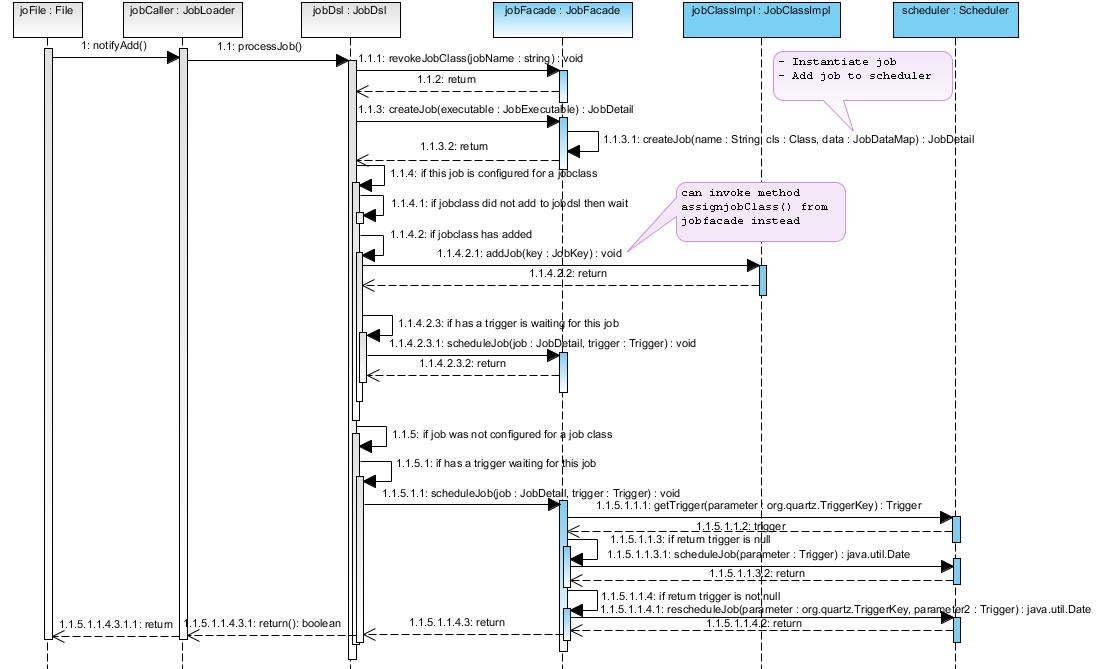 joFile : File
jobCaller : JobLoader
jobDsl : JobDsl
jobFacade : JobFacade
jobClassImpl : JobClassImpl
scheduler : Scheduler
1: notifyAdd()
1.1: processJob()
1.1.1: revokeJobClass(jobName : string) : void
- Instantiate job
- Add job to scheduler
1.1.2: return
1.1.3: createJob(executable : JobExecutable) : JobDetail
1.1.3.1: createJob(name : String, cls : Class, data : JobDataMap) : JobDetail
1.1.3.2: return
1.1.4: if this job is configured for a jobclass
can invoke method
assignjobClass() from
jobfacade instead
1.1.4.1: if jobclass did not add to jobdsl then wait
1.1.4.2: if jobclass has added
1.1.4.2.1: addJob(key : JobKey) : void
1.1.4.2.2: return
1.1.4.2.3: if has a trigger is waiting for this job
1.1.4.2.3.1: scheduleJob(job : JobDetail, trigger : Trigger) : void
1.1.4.2.3.2: return
1.1.5: if job was not configured for a job class
1.1.5.1: if has a trigger waiting for this job
1.1.5.1.1: scheduleJob(job : JobDetail, trigger : Trigger) : void
1.1.5.1.1.1: getTrigger(parameter : org.quartz.TriggerKey) : Trigger
1.1.5.1.1.2: trigger
1.1.5.1.1.3: if return trigger is null
1.1.5.1.1.3.1: scheduleJob(parameter : Trigger) : java.util.Date
1.1.5.1.1.3.2: return
1.1.5.1.1.4: if return trigger is not null
1.1.5.1.1.4.1: rescheduleJob(parameter : org.quartz.TriggerKey, parameter2 : Trigger) : java.util.Date
1.1.5.1.1.4.2: return
1.1.5.1.1.4.3: return
1.1.5.1.1.4.3.1: return(): boolean
1.1.5.1.1.4.3.1.1: return